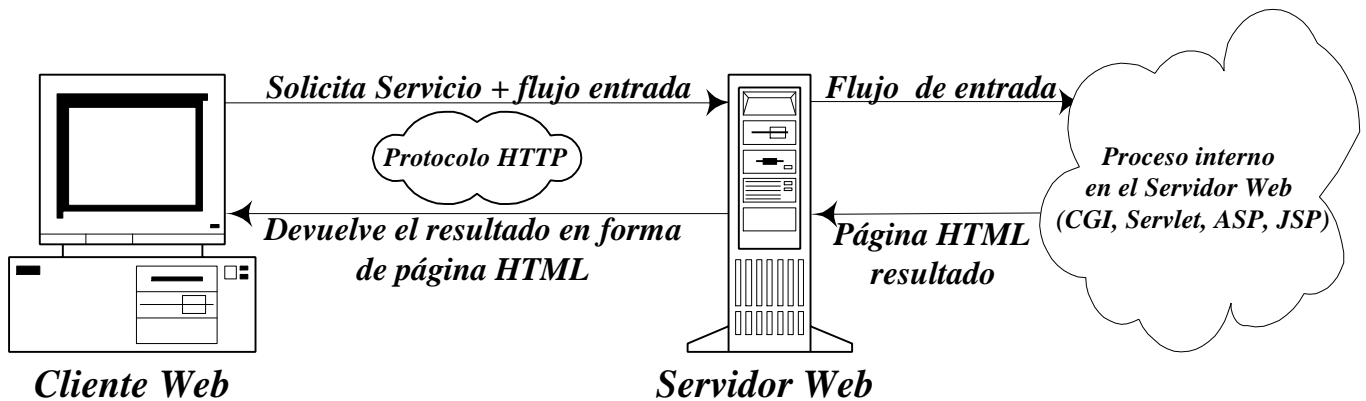 Solicita Servicio + flujo entrada
Flujo de entrada
Protocolo HTTP
Proceso interno
en el Servidor Web
(CGI, Servlet, ASP, JSP)
Devuelve el resultado en forma
de página HTML
Página HTML
resultado
Cliente Web
Servidor Web